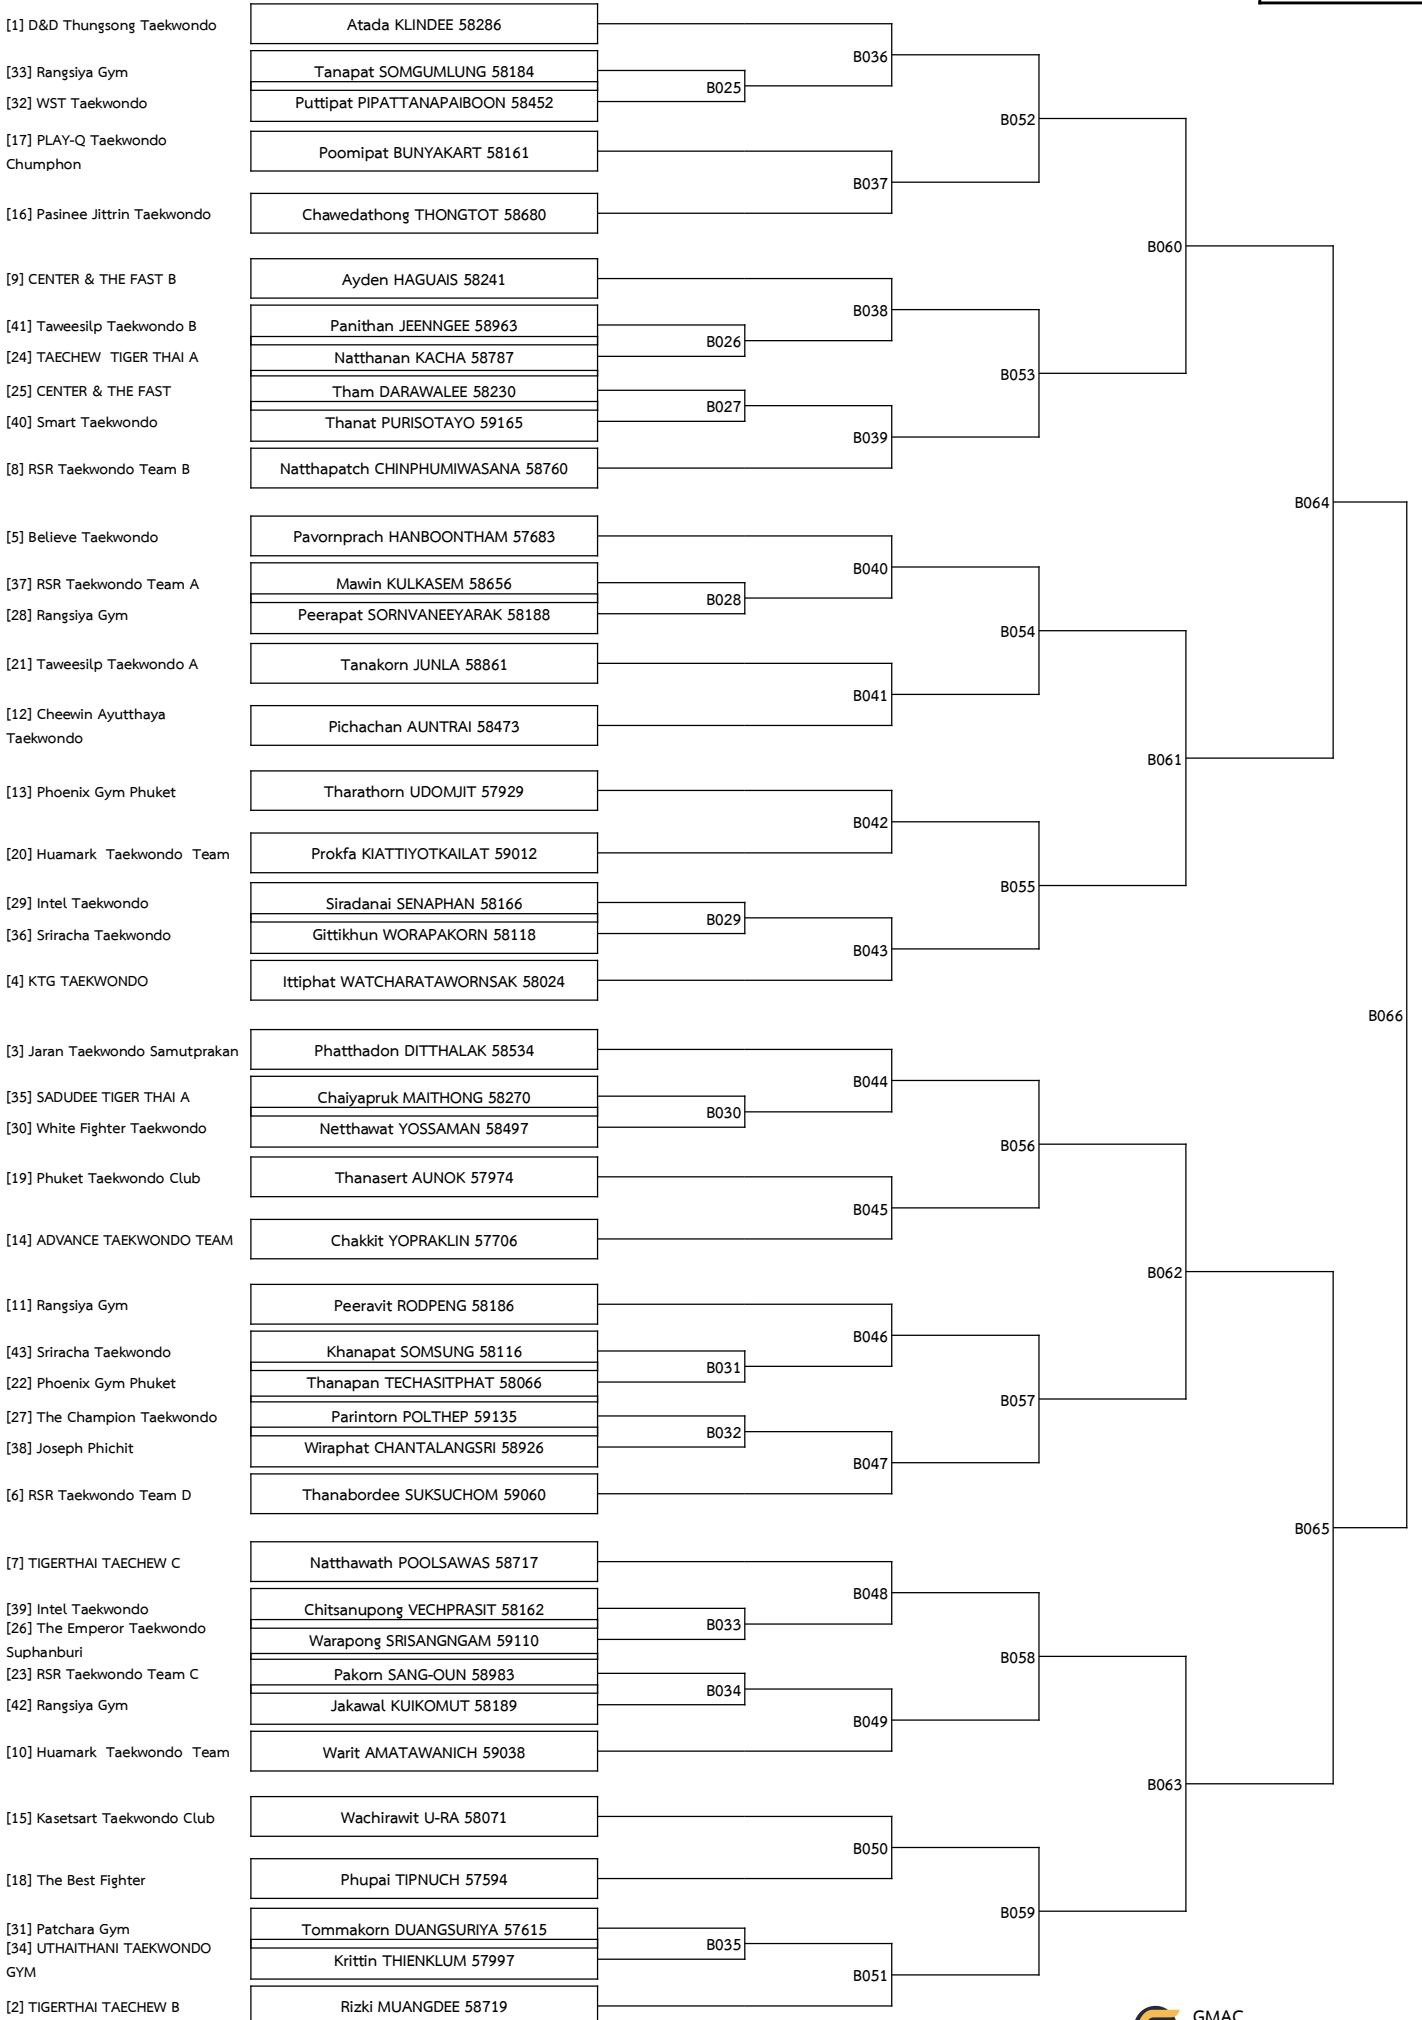 [1] D&D Thungsong Taekwondo Atada KLINDEE 58286
B036
[33] Rangsiya Gym Tanapat SOMGUMLUNG 58184
B025
[32] WST Taekwondo Puttipat PIPATTANAPAIBOON 58452
B052
[17] PLAY-Q Taekwondo
Chumphon
Poomipat BUNYAKART 58161
B037
[16] Pasinee Jittrin Taekwondo Chawedathong THONGTOT 58680
B060
[9] CENTER & THE FAST B Ayden HAGUAIS 58241
B038
[41] Taweesilp Taekwondo B Panithan JEENNGEE 58963
B026
[24] TAECHEW TIGER THAI A Natthanan KACHA 58787
B053
[25] CENTER & THE FAST Tham DARAWALEE 58230
B027
[40] Smart Taekwondo Thanat PURISOTAYO 59165
B039
[8] RSR Taekwondo Team B Natthapatch CHINPHUMIWASANA 58760
B064
[5] Believe Taekwondo Pavornprach HANBOONTHAM 57683
B040
[37] RSR Taekwondo Team A Mawin KULKASEM 58656
B028
[28] Rangsiya Gym Peerapat SORNVANEEYARAK 58188
B054
[21] Taweesilp Taekwondo A Tanakorn JUNLA 58861
B041
[12] Cheewin Ayutthaya
Taekwondo
Pichachan AUNTRAI 58473
B061
[13] Phoenix Gym Phuket Tharathorn UDOMJIT 57929
B042
[20] Huamark Taekwondo Team Prokfa KIATTIYOTKAILAT 59012
B055
[29] Intel Taekwondo Siradanai SENAPHAN 58166
B029
[36] Sriracha Taekwondo Gittikhun WORAPAKORN 58118
B043
[4] KTG TAEKWONDO Ittiphat WATCHARATAWORNSAK 58024
B066
[3] Jaran Taekwondo Samutprakan Phatthadon DITTHALAK 58534
B044
[35] SADUDEE TIGER THAI A Chaiyapruk MAITHONG 58270
B030
[30] White Fighter Taekwondo Netthawat YOSSAMAN 58497
B056
[19] Phuket Taekwondo Club Thanasert AUNOK 57974
B045
[14] ADVANCE TAEKWONDO TEAM Chakkit YOPRAKLIN 57706
B062
[11] Rangsiya Gym Peeravit RODPENG 58186
B046
[43] Sriracha Taekwondo Khanapat SOMSUNG 58116
B031
[22] Phoenix Gym Phuket Thanapan TECHASITPHAT 58066
B057
[27] The Champion Taekwondo Parintorn POLTHEP 59135
B032
[38] Joseph Phichit Wiraphat CHANTALANGSRI 58926
B047
[6] RSR Taekwondo Team D Thanabordee SUKSUCHOM 59060
B065
[7] TIGERTHAI TAECHEW C Natthawath POOLSAWAS 58717
B048
[39] Intel Taekwondo Chitsanupong VECHPRASIT 58162
B033
[26] The Emperor Taekwondo
Suphanburi
Warapong SRISANGNGAM 59110
B058
[23] RSR Taekwondo Team C Pakorn SANG-OUN 58983
B034
[42] Rangsiya Gym Jakawal KUIKOMUT 58189
B049
[10] Huamark Taekwondo Team Warit AMATAWANICH 59038
B063
[15] Kasetsart Taekwondo Club Wachirawit U-RA 58071
B050
[18] The Best Fighter Phupai TIPNUCH 57594
B059
[31] Patchara Gym Tommakorn DUANGSURIYA 57615
B035
[34] UTHAITHANI TAEKWONDO
GYM
Krittin THIENKLUM 57997
B051
[2] TIGERTHAI TAECHEW B Rizki MUANGDEE 58719
GMAC